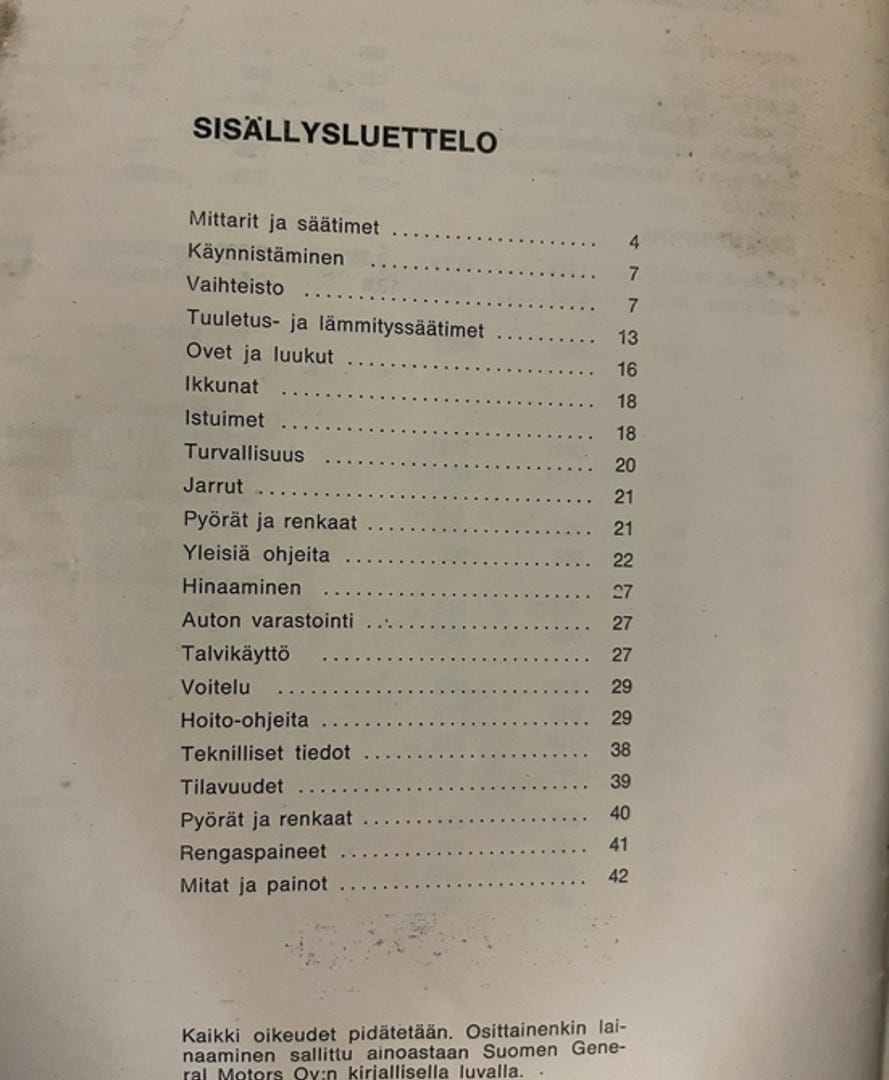 SISÄLLYSLUETTELO
Mittarit ja säätimet .................... 4
Käynnistäminen ..................... 7
Vaihteisto ........................... 7
Tuuletus- ja lämmityssäätimet .......... 13
Ovet ja luukut ....................... 16
Ikkunat ............................. 18
Istuimet ............................. 18
Turvallisuus ......................... 20
Jarrut ............................... 21
Pyörät ja renkaat ..................... 21
Yleisiä ohjeita ....................... 22
Hinaaminen ......................... 27
Auton varastointi ..................... 27
Talvikäyttö ......................... 27
Voitelu ............................. 29
Hoito-ohjeita ......................... 29
Teknilliset tiedot ..................... 38
Tilavuudet ........................... 39
Pyörät ja renkaat ..................... 40
Rengaspaineet ....................... 41
Mitat ja painot ....................... 42
Kaikki oikeudet pidätetään. Osittainenkin lai-
naaminen sallittu ainoastaan Suomen Gene-
ral Motors Oy:n kirjallisella luvalla.